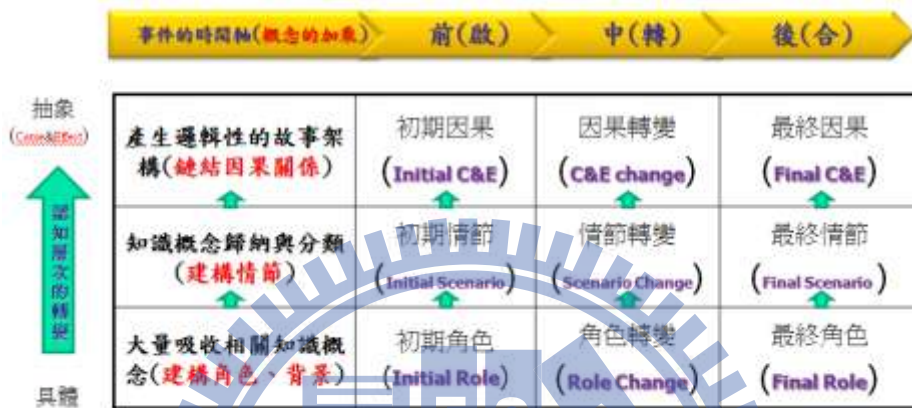 事件的時間軸(概念的加乘)
前(啟)
中(轉)
後(合)
抽象
(Cause&Effect)
認知層次的轉變
具體
產生邏輯性的故事架
構(鏈結因果關係)
初期因果
(Initial C&E)
因果轉變
(C&E change)
最終因果
(Final C&E)
知識概念歸納與分類
(建構情節)
初期情節
(Initial Scenario)
情節轉變
(Scenario Change)
最終情節
(Final Scenario)
大量吸收相關知識概
念(建構角色、背景)
初期角色
(Initial Role)
角色轉變
(Role Change)
最終角色
(Final Role)